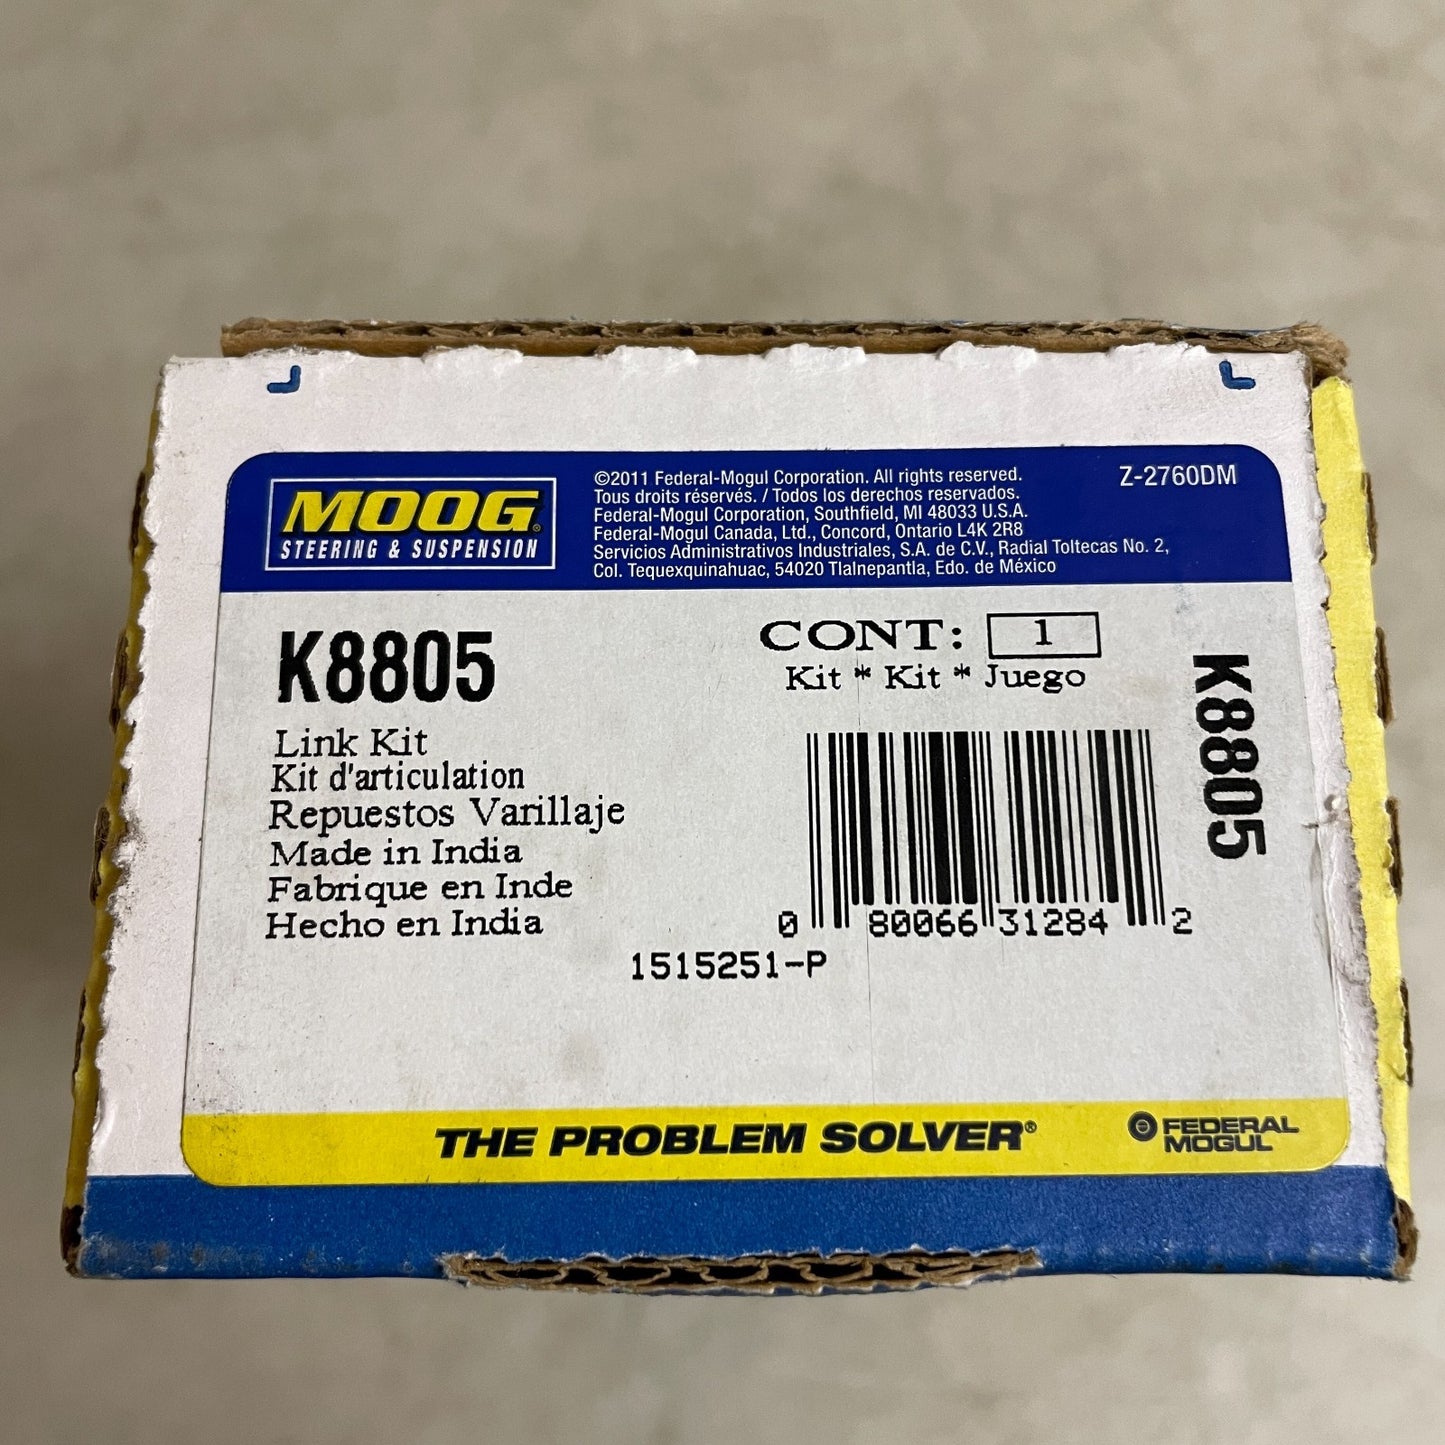 MOOG®
STEERING & SUSPENSION
©2011 Federal-Mogul Corporation. All rights reserved.
Tous droits réservés. / Todos los derechos reservados.
Federal-Mogul Corporation, Southfield, MI 48033 U.S.A.
Federal-Mogul Canada, Ltd., Concord, Ontario L4K 2R8
Servicios Administrativos Industriales, S.A. de C.V., Radial Toltecas No. 2,
Col. Tequexquinahuac, 54020 Tlalnepantla, Edo. de México
Z-2760DM
K8805
Link Kit
Kit d'articulation
Repuestos Varillaje
Made in India
Fabrique en Inde
Hecho en India
CONT: 1
Kit * Kit * Juego
0 80066 31284 2
1515251-P
K8805
THE PROBLEM SOLVER®
FEDERAL
MOGUL